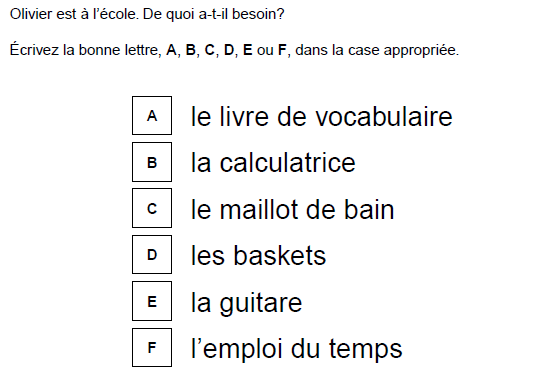 Olivier est à l’école. De quoi a-t-il besoin?
Écrivez la bonne lettre, A, B, C, D, E ou F, dans la case appropriée.
A le livre de vocabulaire
B la calculatrice
C le maillot de bain
D les baskets
E la guitare
F l’emploi du temps